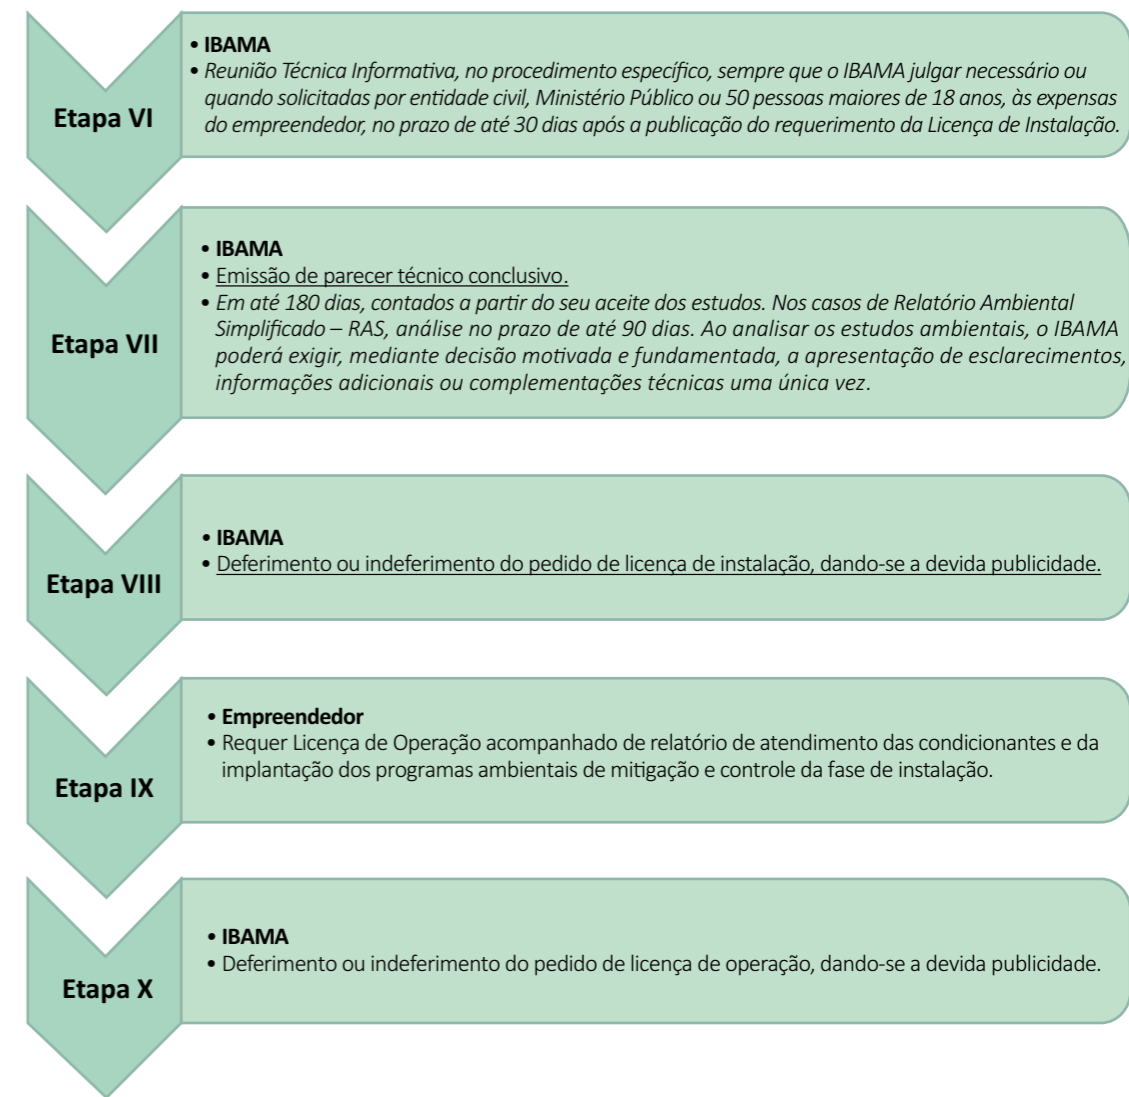 Etapa VI
• IBAMA
• Reunião Técnica Informativa, no procedimento específico, sempre que o IBAMA julgar necessário ou
quando solicitadas por entidade civil, Ministério Público ou 50 pessoas maiores de 18 anos, às expensas
do empreendedor, no prazo de até 30 dias após a publicação do requerimento da Licença de Instalação.
Etapa VII
• IBAMA
• Emissão de parecer técnico conclusivo.
• Em até 180 dias, contados a partir do seu aceite dos estudos. Nos casos de Relatório Ambiental
Simplificado – RAS, análise no prazo de até 90 dias. Ao analisar os estudos ambientais, o IBAMA
poderá exigir, mediante decisão motivada e fundamentada, a apresentação de esclarecimentos,
informações adicionais ou complementações técnicas uma única vez.
Etapa VIII
• IBAMA
• Deferimento ou indeferimento do pedido de licença de instalação, dando-se a devida publicidade.
Etapa IX
• Empreendedor
• Requer Licença de Operação acompanhado de relatório de atendimento das condicionantes e da
implantação dos programas ambientais de mitigação e controle da fase de instalação.
Etapa X
• IBAMA
• Deferimento ou indeferimento do pedido de licença de operação, dando-se a devida publicidade.